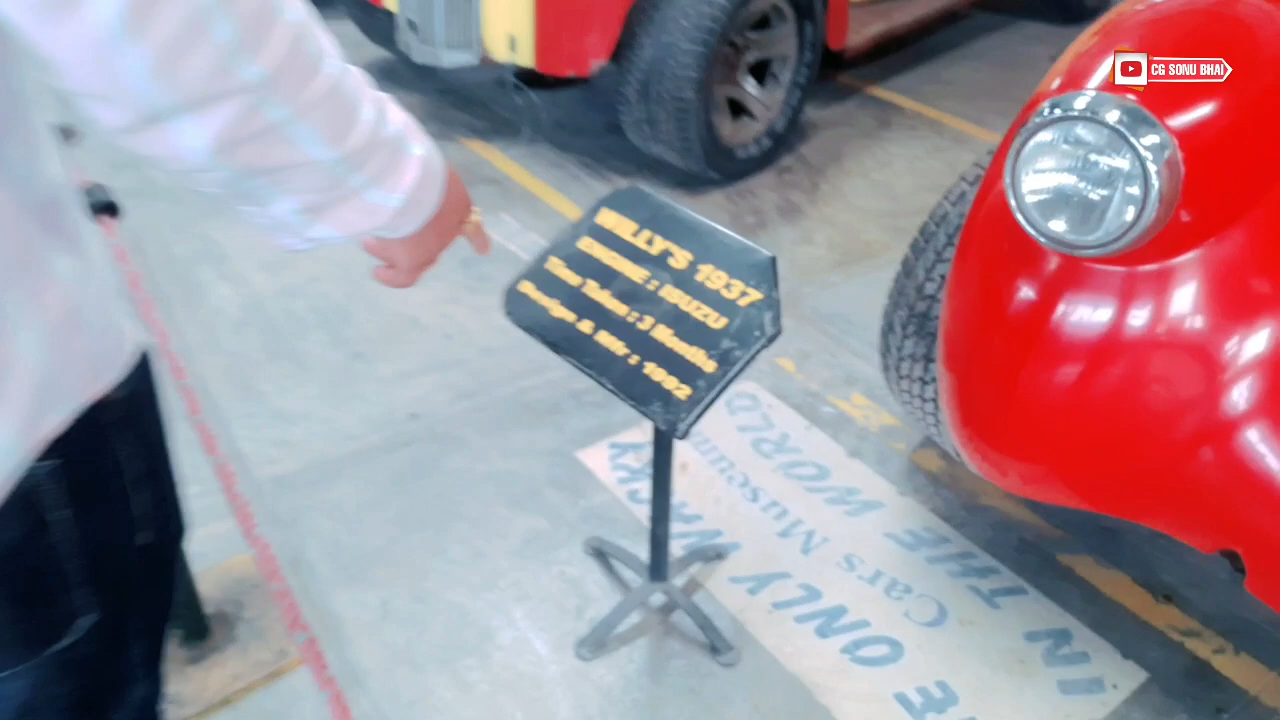 CG SONU BHAI
WILLY'S 1937
ENGINE : ISUZU
Time Taken : 3 Months
Design & Mfr : 1992
ONLY WACKY
Cars Museum
IN THE WORLD